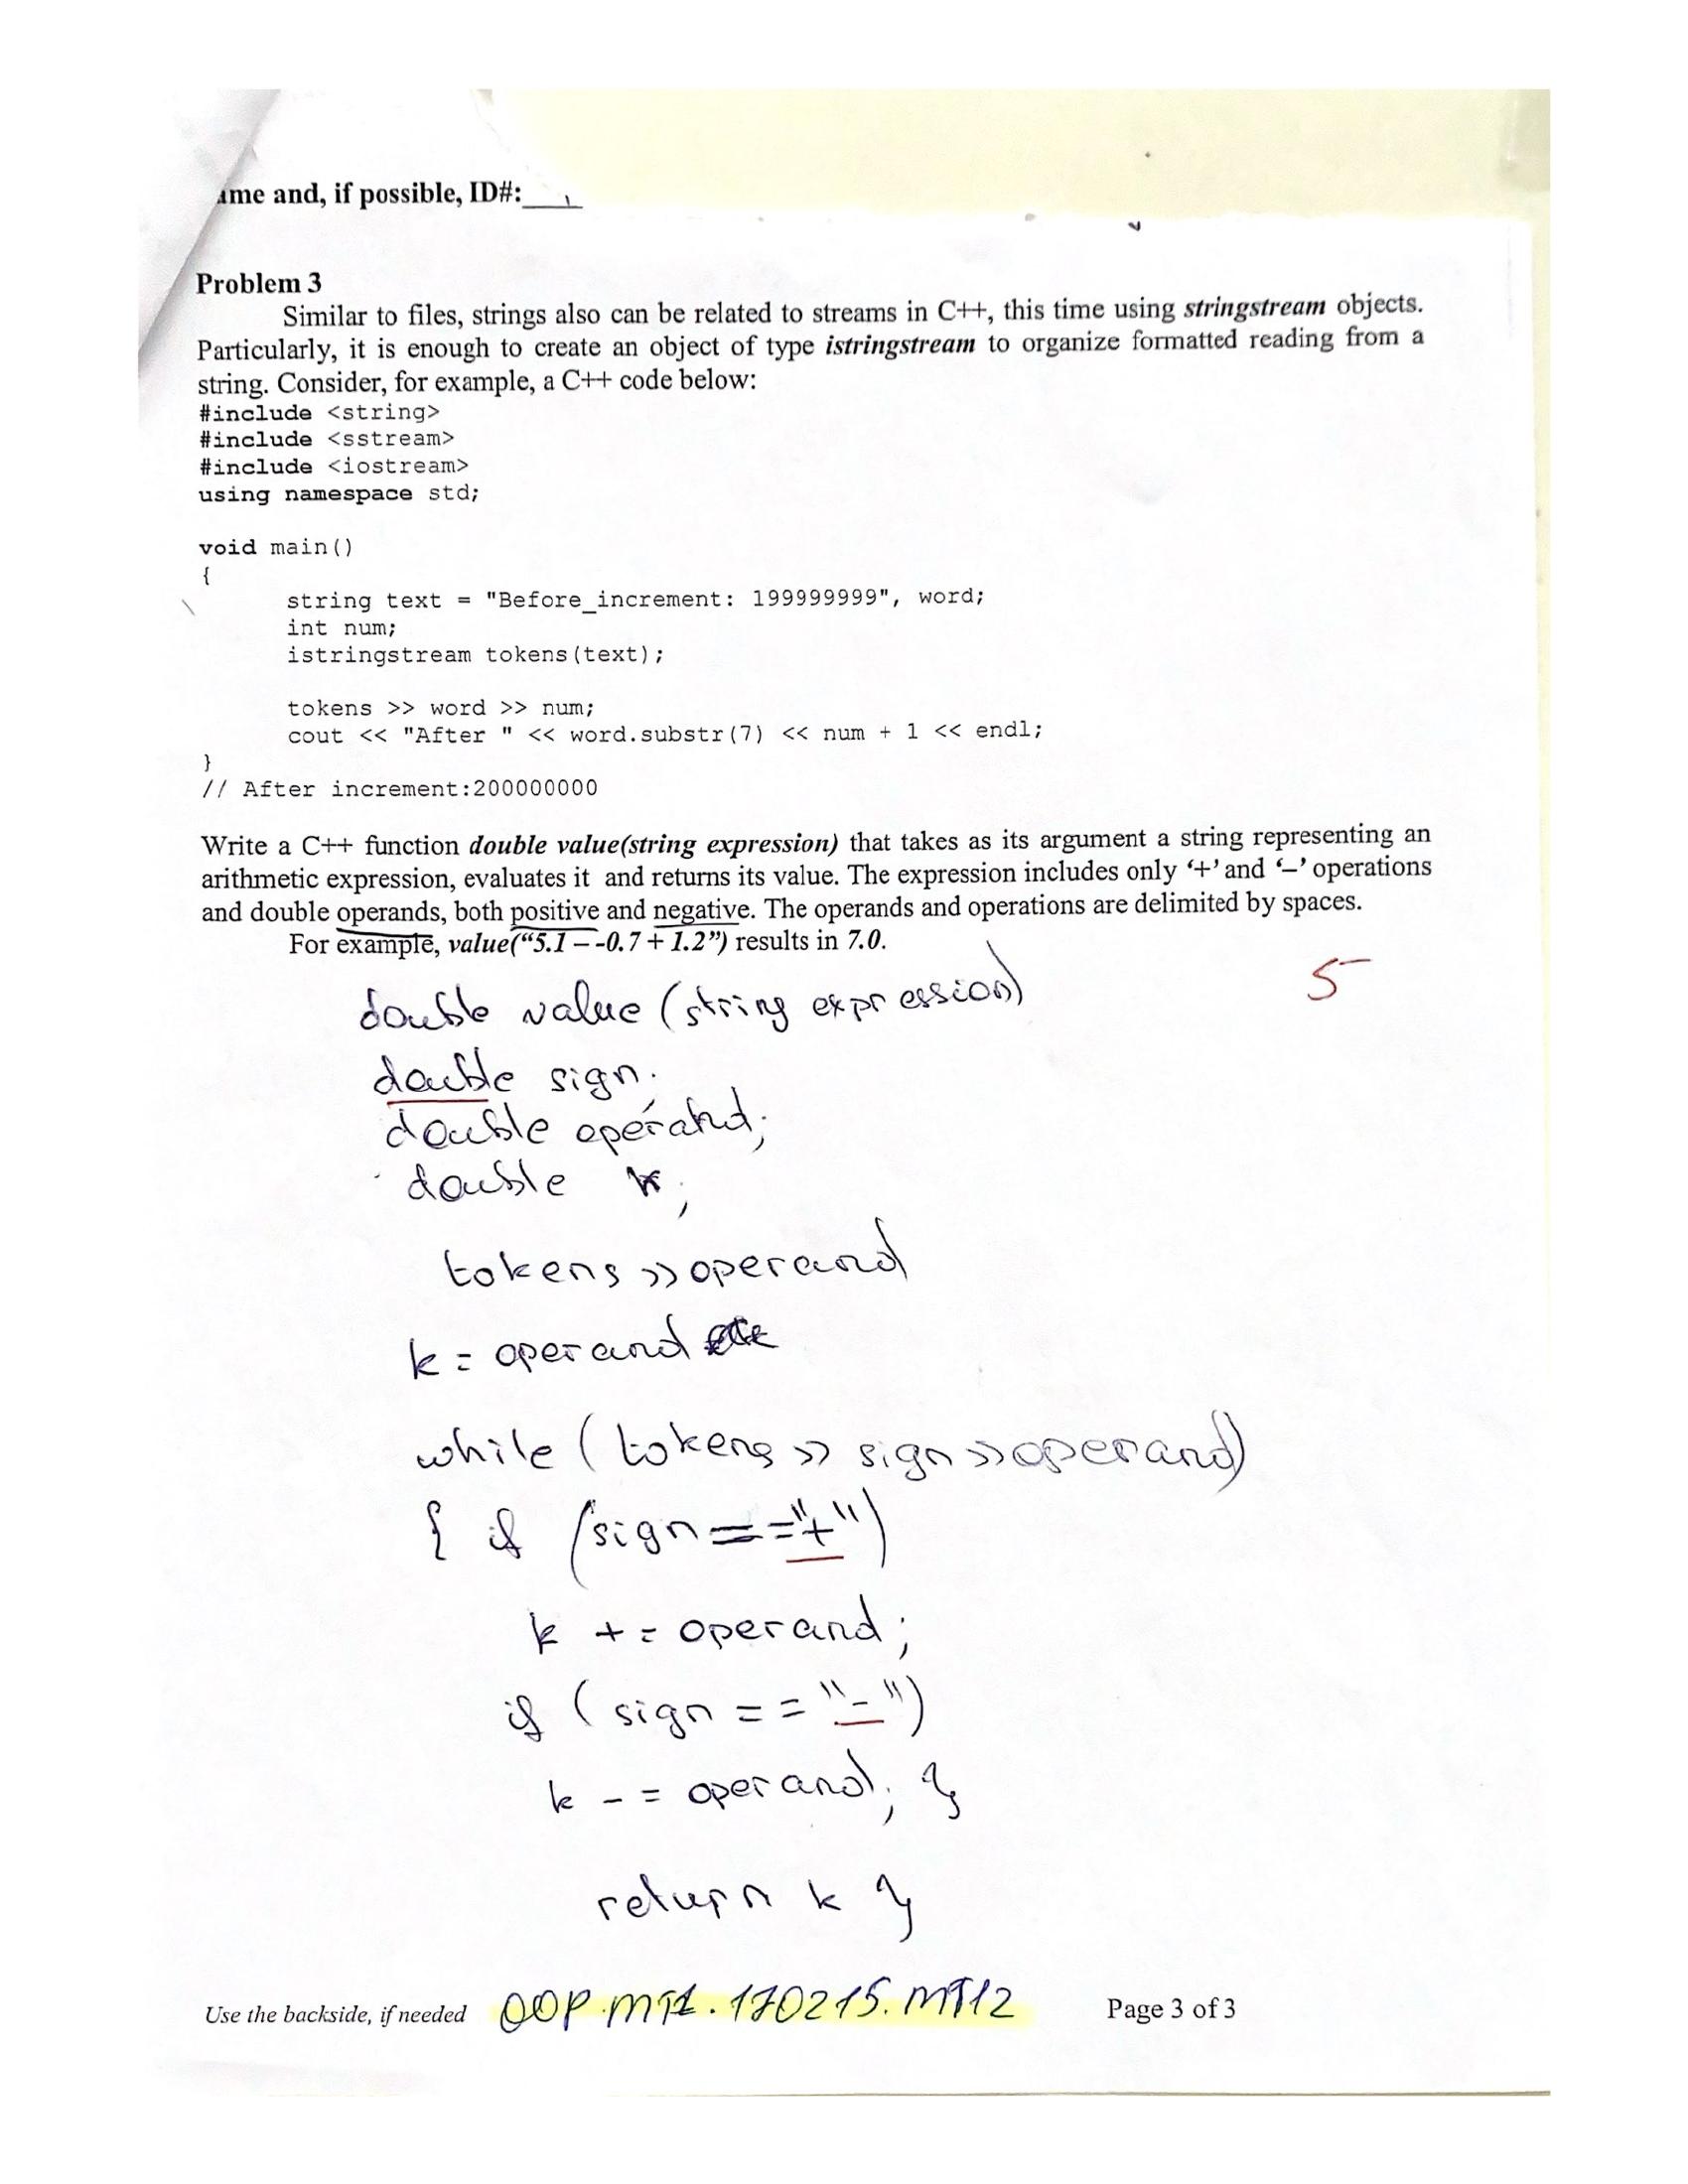 ame and, if possible, ID#:
Problem 3
Similar to files, strings also can be related to streams in C++, this time using stringstream objects.
Particularly, it is enough to create an object of type istringstream to organize formatted reading from a
string. Consider, for example, a C++ code below:
#include <string>
#include <sstream>
#include <iostream>
using namespace std;
void main()
{
string text = "Before_increment: 199999999", word;
int num;
istringstream tokens(text);
tokens >> word >> num;
cout << "After " << word.substr(7) << num + 1 << endl;
}
// After increment:200000000
Write a C++ function double value(string expression) that takes as its argument a string representing an
arithmetic expression, evaluates it and returns its value. The expression includes only ‘+’ and ‘–’ operations
and double operands, both positive and negative. The operands and operations are delimited by spaces.
For example, value(“5.1 – -0.7 + 1.2”) results in 7.0.
5-
double value (string expression)
double sign;
double operand;
double k;
tokens >> operand
k = operand
while (tokens >> sign >> operand)
{ if (sign == "+")
k += operand;
if (sign == "-")
k -= operand; }
return k }
Use the backside, if needed OOP.MT1.170215.MT12 Page 3 of 3